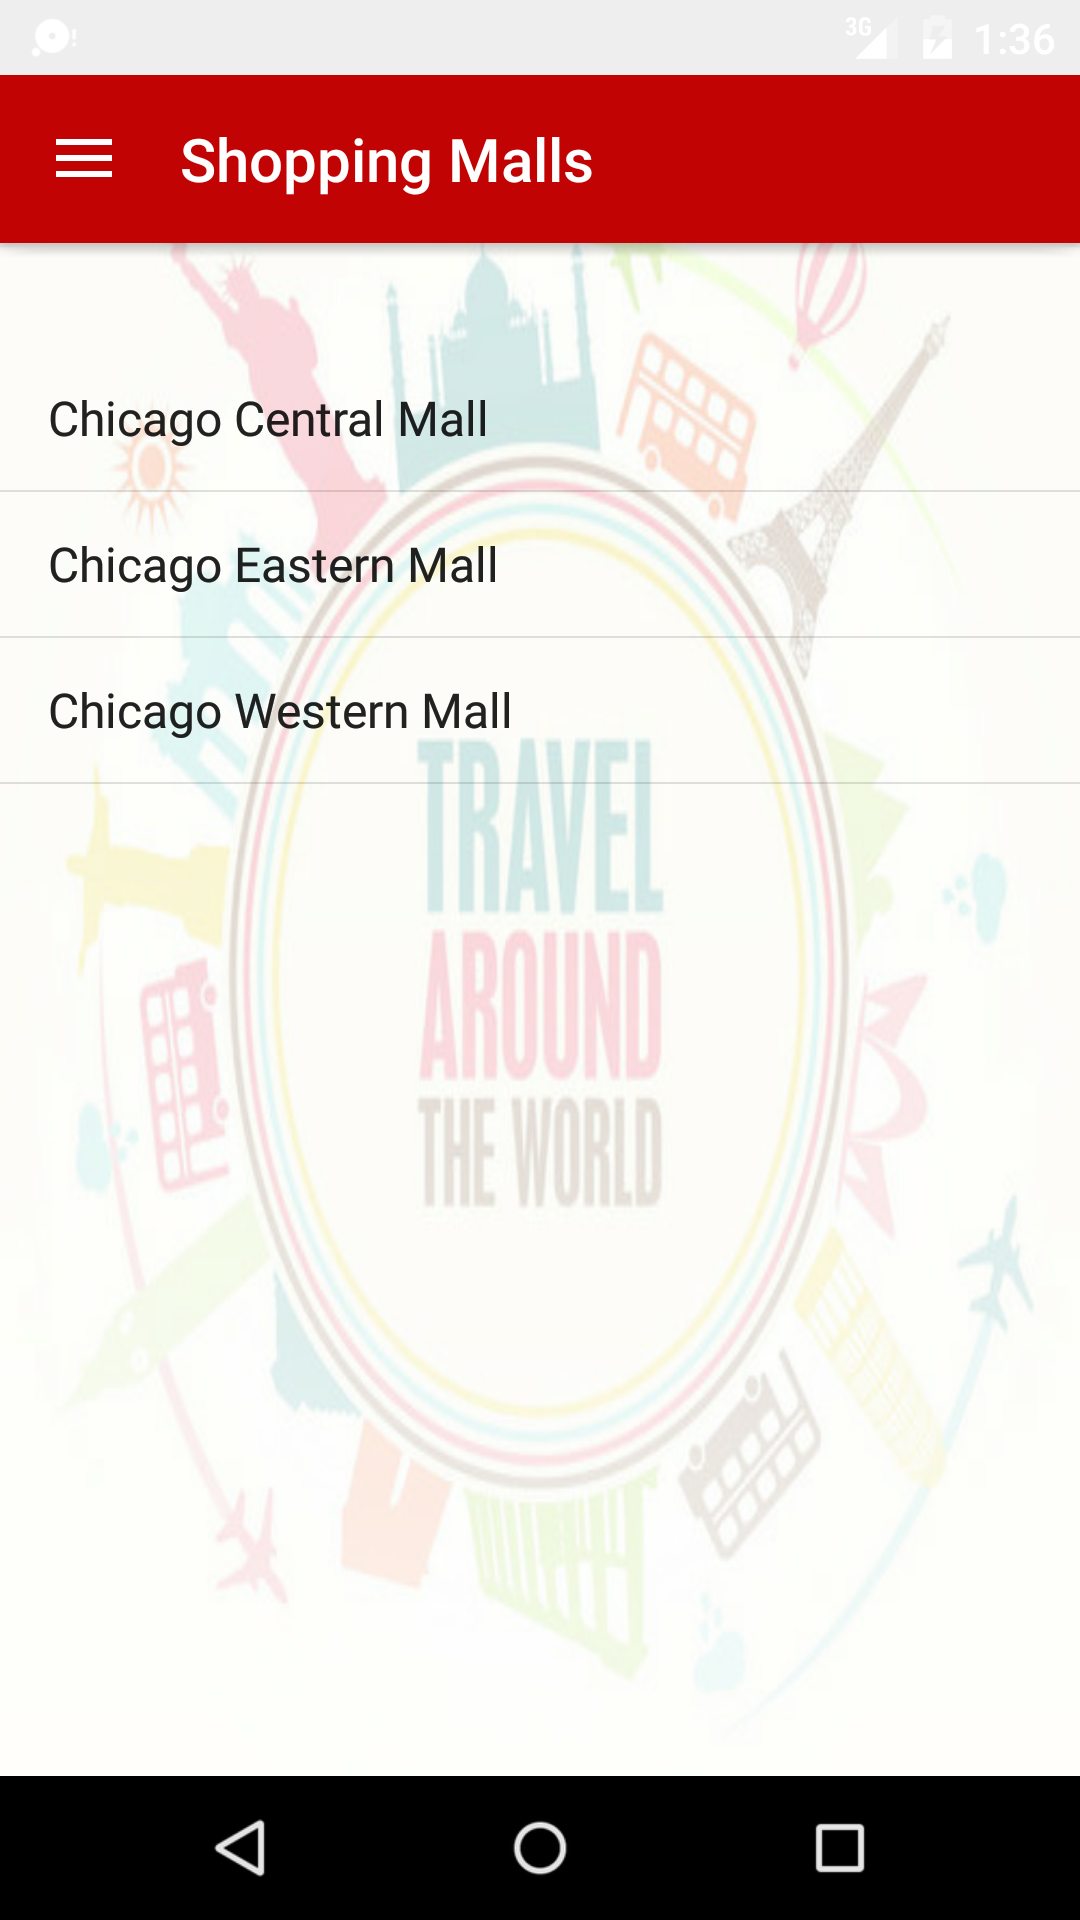 3G 1:36
Shopping Malls
Chicago Central Mall
Chicago Eastern Mall
Chicago Western Mall
TRAVEL
AROUND
THE WORLD